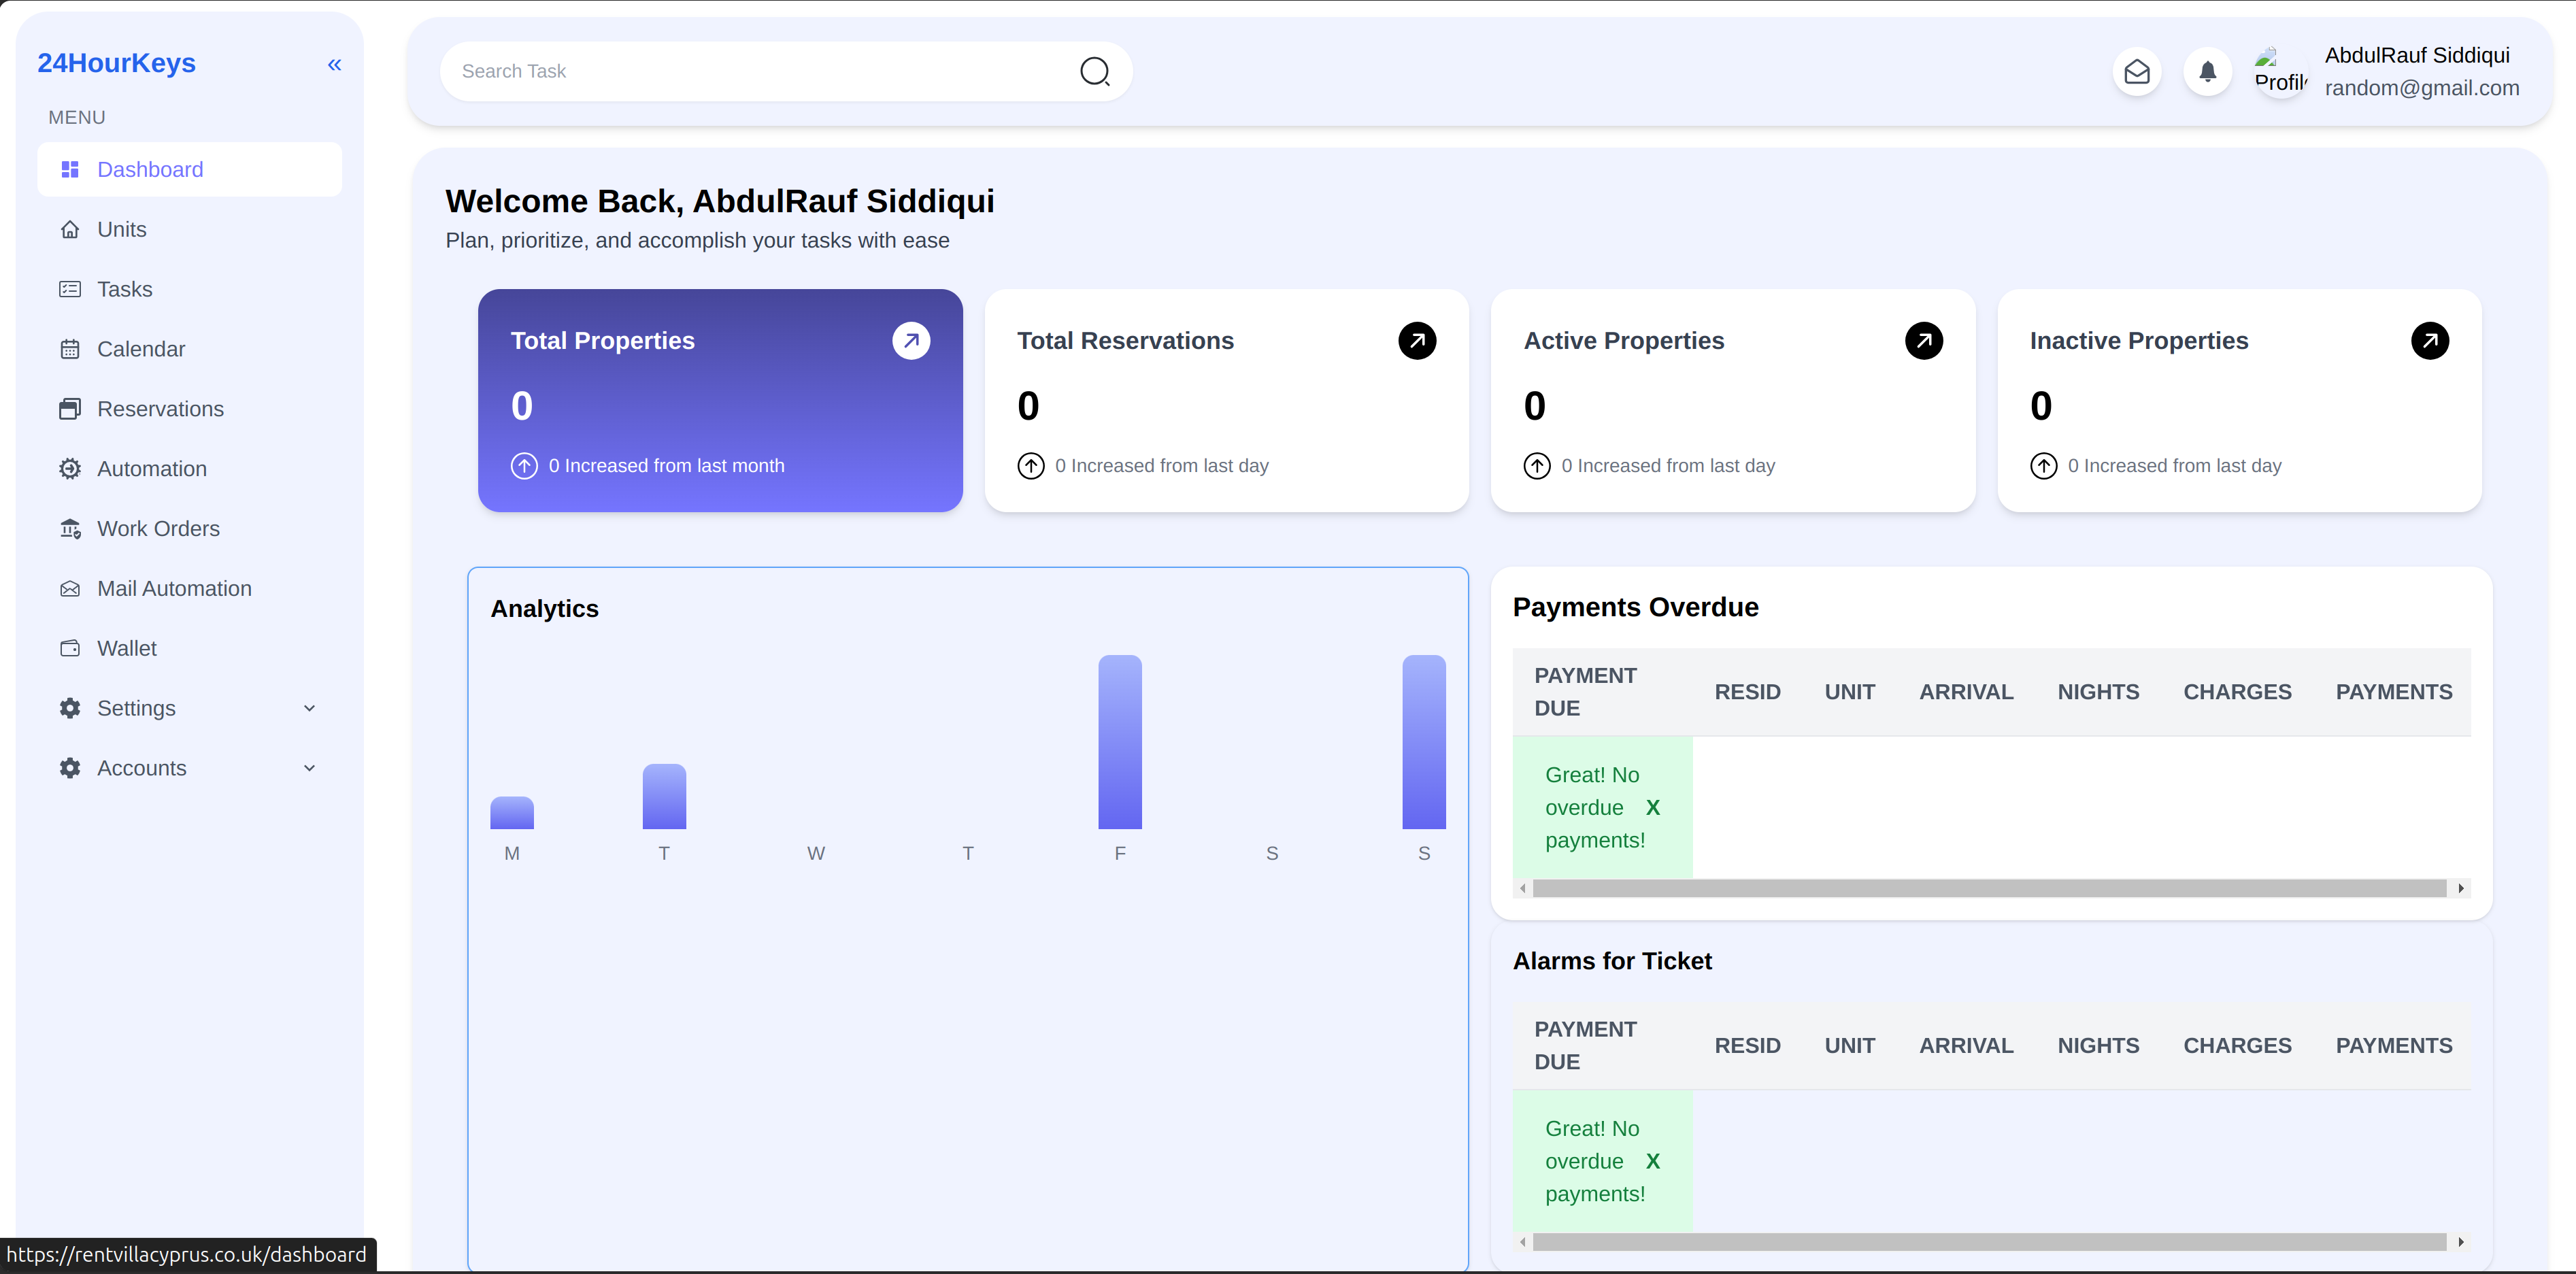 24HourKeys
«
MENU
Dashboard
Units
Tasks
Calendar
Reservations
Automation
Work Orders
Mail Automation
Wallet
Settings
Accounts
Search Task
Profil
AbdulRauf Siddiqui
random@gmail.com
Welcome Back, AbdulRauf Siddiqui
Plan, prioritize, and accomplish your tasks with ease
Total Properties
0
0 Increased from last month
Total Reservations
0
0 Increased from last day
Active Properties
0
0 Increased from last day
Inactive Properties
0
0 Increased from last day
Analytics
M T W T F S S
Payments Overdue
PAYMENT DUE RESID UNIT ARRIVAL NIGHTS CHARGES PAYMENTS
Great! No
overdue X
payments!
Alarms for Ticket
PAYMENT DUE RESID UNIT ARRIVAL NIGHTS CHARGES PAYMENTS
Great! No
overdue X
payments!
https://rentvillacyprus.co.uk/dashboard